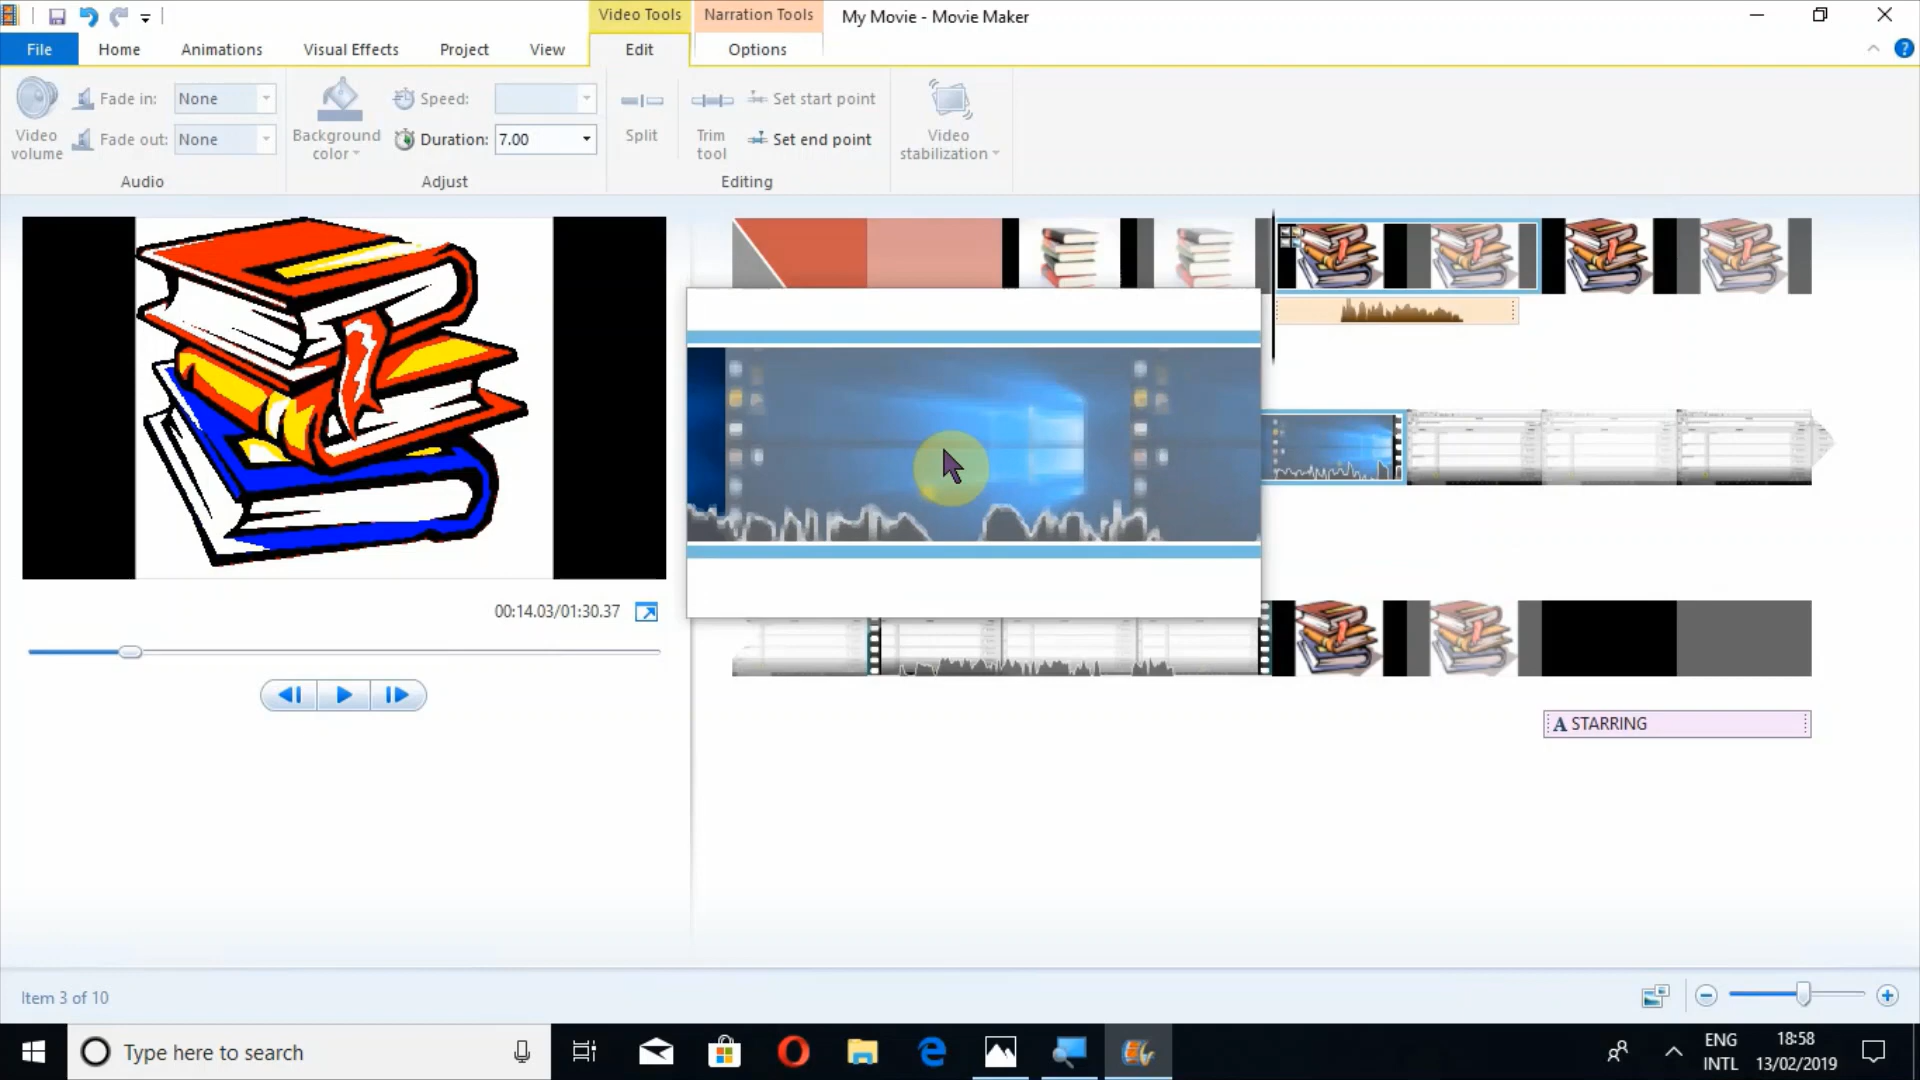 Video Tools
Narration Tools
My Movie - Movie Maker
File
Home
Animations
Visual Effects
Project
View
Edit
Options
Video volume
Fade in:
None
Fade out:
None
Audio
Background color
Speed:
Duration:
7.00
Adjust
Split
Trim tool
Set start point
Set end point
Editing
Video stabilization
00:14.03/01:30.37
A STARRING
Item 3 of 10
Type here to search
ENG
INTL
18:58
13/02/2019